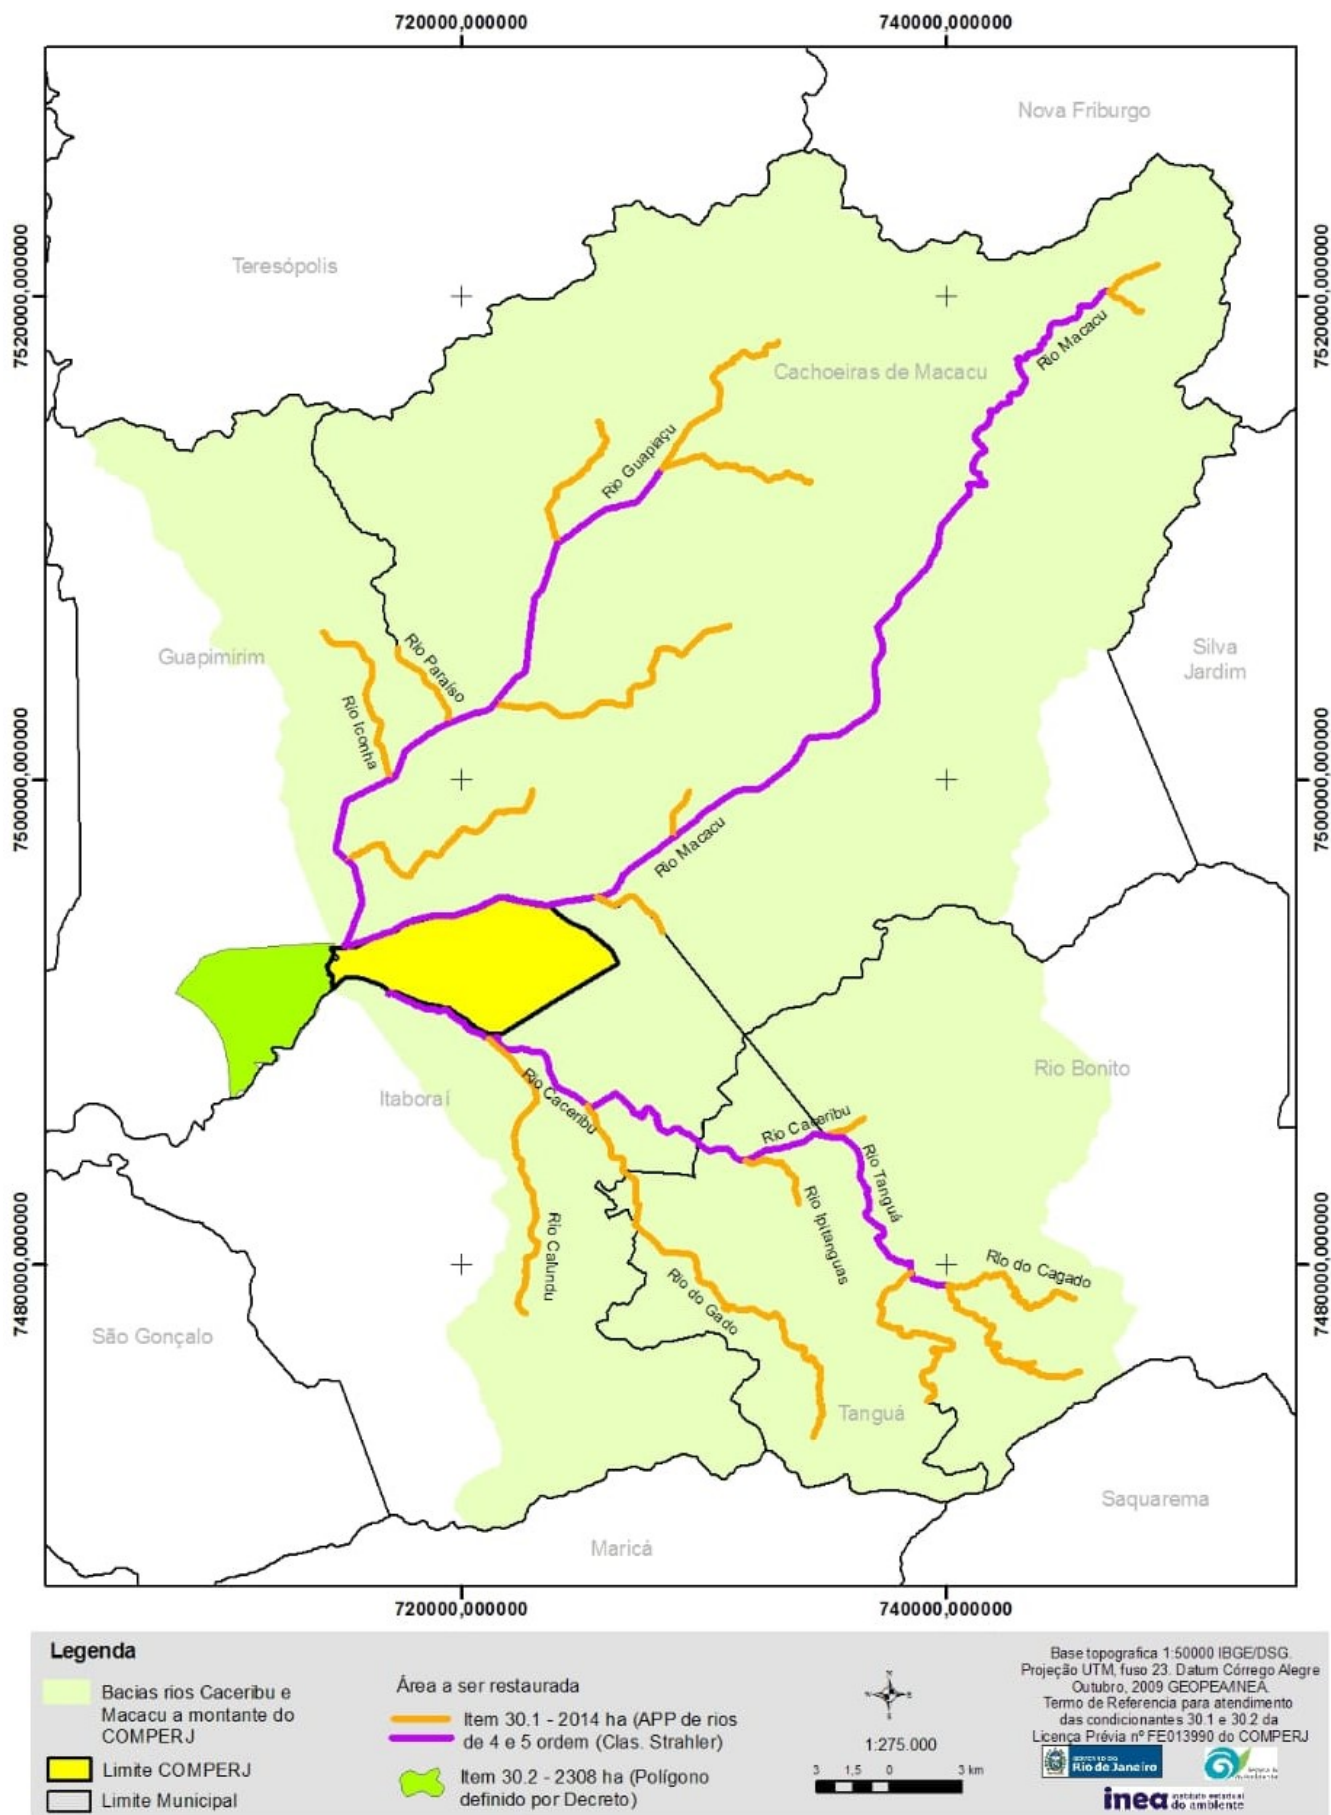 720000,000000
740000,000000
Nova Friburgo
Teresópolis
7520000,000000
7520000,000000
Rio Macacu
Cachoeiras de Macacu
Rio Guapiaçu
Silva
Jardim
Guapimirim
Rio Paraíso
Rio Iconha
7500000,000000
7500000,000000
Rio Macacu
Rio Bonito
Itaboraí
Rio Caceribu
Rio Caceribu
Rio Tanguá
Rio Ipitanguas
Rio Calundu
Rio do Cagado
Rio do Gado
7480000,000000
7480000,000000
São Gonçalo
Tanguá
Saquarema
Maricá
720000,000000
740000,000000
Legenda
Bacias rios Caceribu e
Macacu a montante do
COMPERJ
Limite COMPERJ
Limite Municipal
Área a ser restaurada
Item 30.1 - 2014 ha (APP de rios
de 4 e 5 ordem (Clas. Strahler)
Item 30.2 - 2308 ha (Polígono
definido por Decreto)
N
1:275.000
3 1,5 0 3 km
Base topografica 1:50000 IBGE/DSG.
Projeção UTM, fuso 23. Datum Córrego Alegre
Outubro, 2009 GEOPEA/INEA.
Termo de Referencia para atendimento
das condicionantes 30.1 e 30.2 da
Licença Prévia nº FE013990 do COMPERJ
GOVERNO DO
Rio de Janeiro
inea instituto estadual
do ambiente